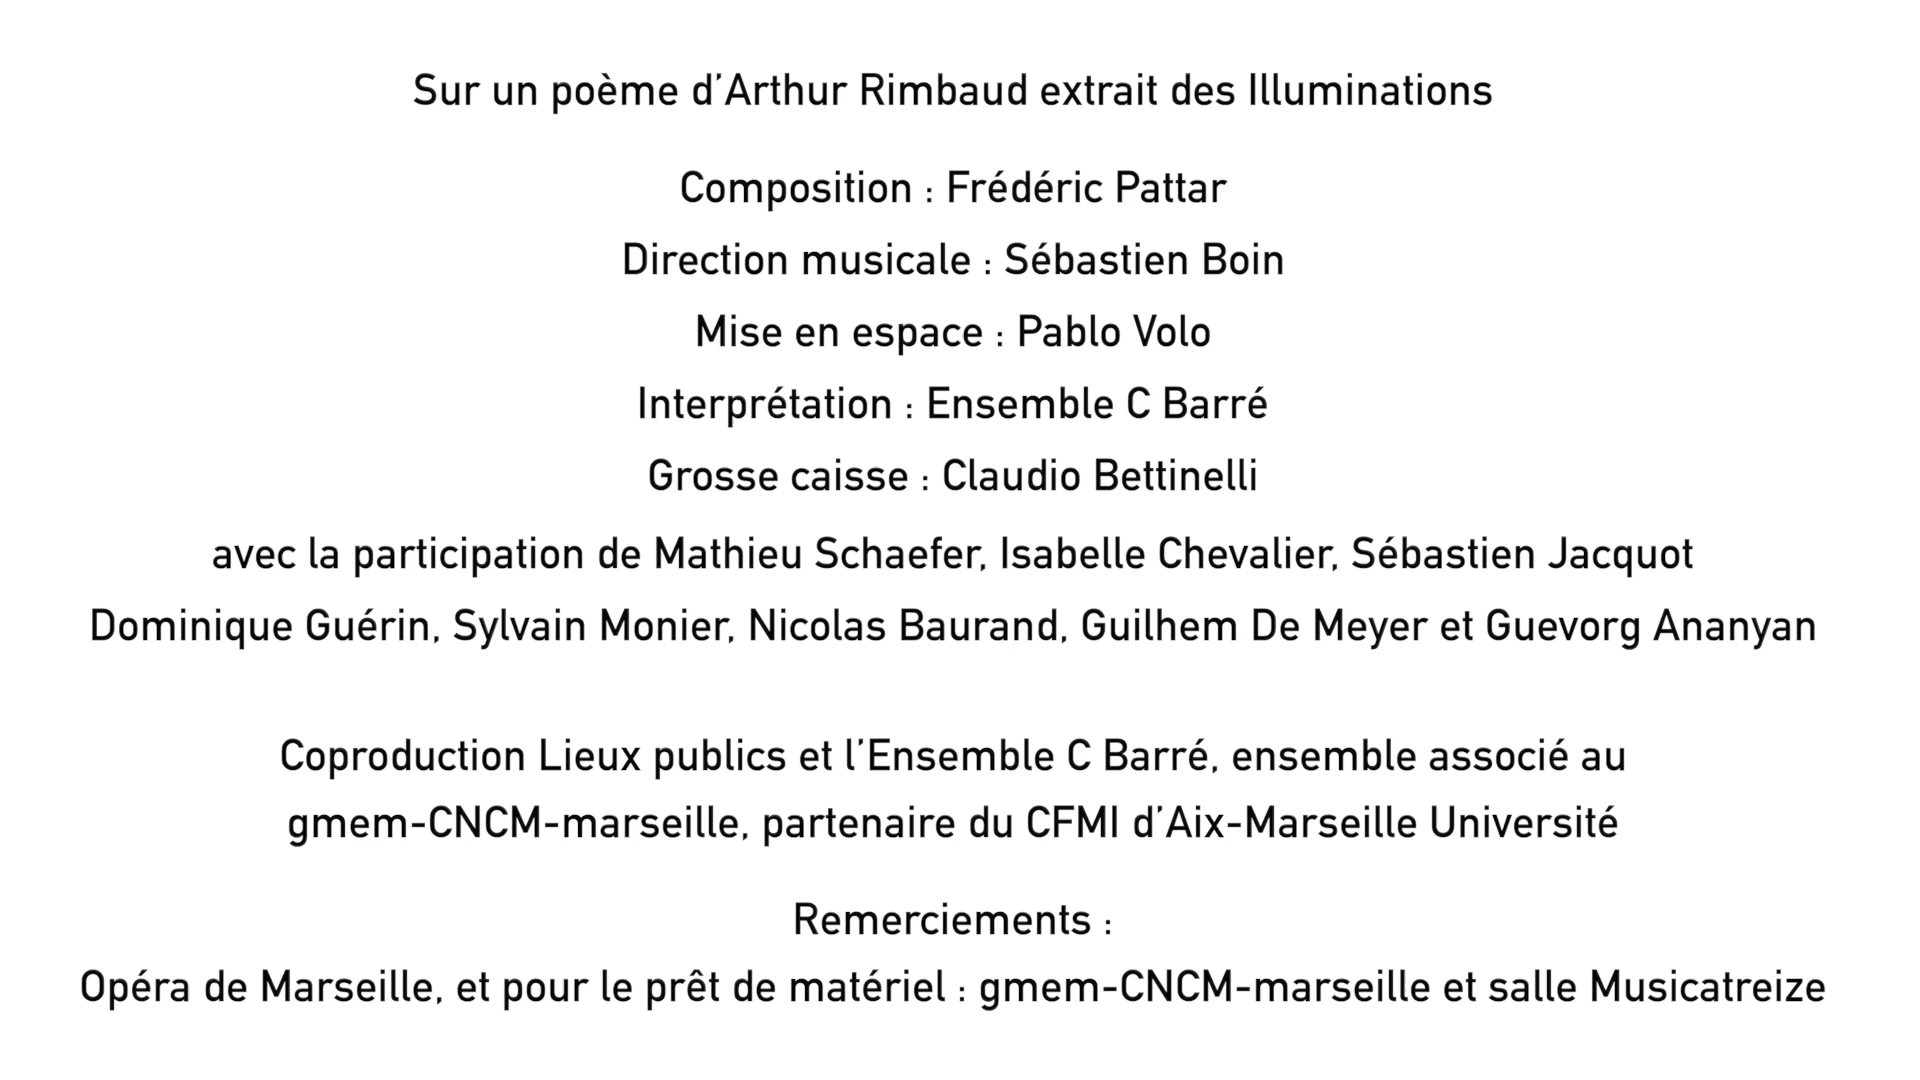 Sur un poème d’Arthur Rimbaud extrait des Illuminations
Composition : Frédéric Pattar
Direction musicale : Sébastien Boin
Mise en espace : Pablo Volo
Interprétation : Ensemble C Barré
Grosse caisse : Claudio Bettinelli
avec la participation de Mathieu Schaefer, Isabelle Chevalier, Sébastien Jacquot
Dominique Guérin, Sylvain Monier, Nicolas Baurand, Guilhem De Meyer et Guevorg Ananyan
Coproduction Lieux publics et l’Ensemble C Barré, ensemble associé au
gmem-CNCM-marseille, partenaire du CFMI d’Aix-Marseille Université
Remerciements :
Opéra de Marseille, et pour le prêt de matériel : gmem-CNCM-marseille et salle Musicatreize